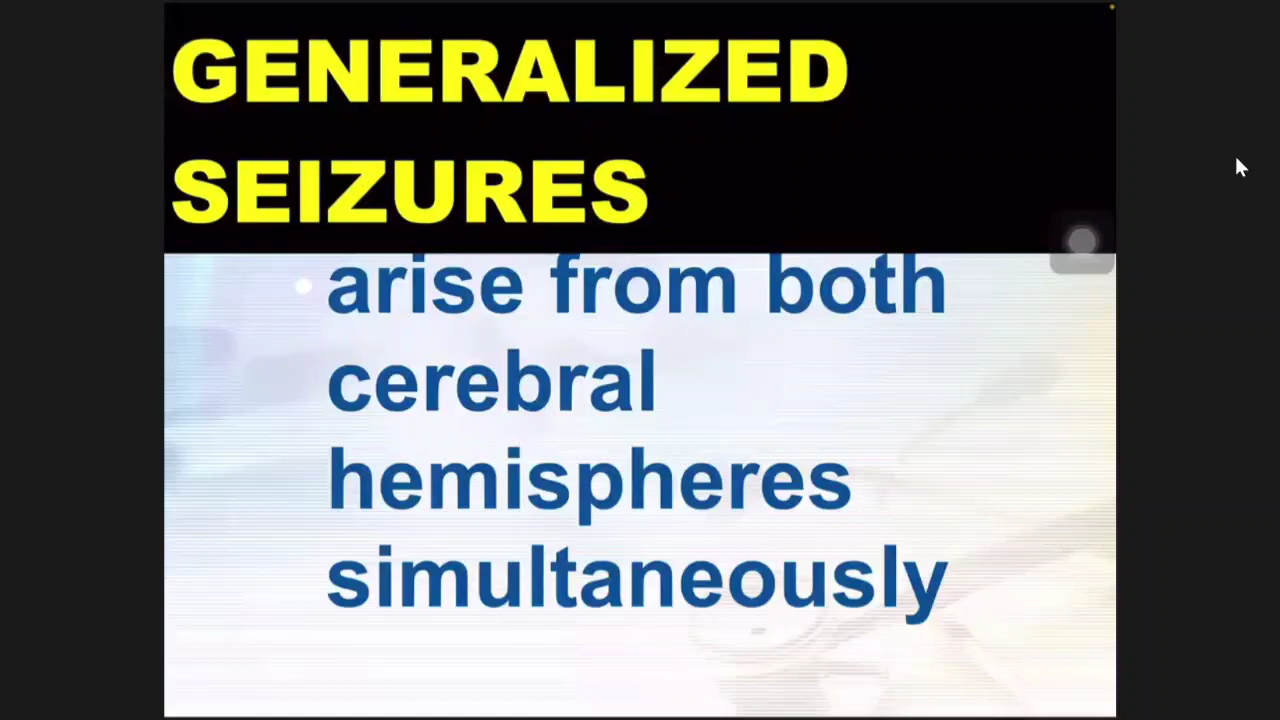 GENERALIZED
SEIZURES
arise from both
cerebral
hemispheres
simultaneously